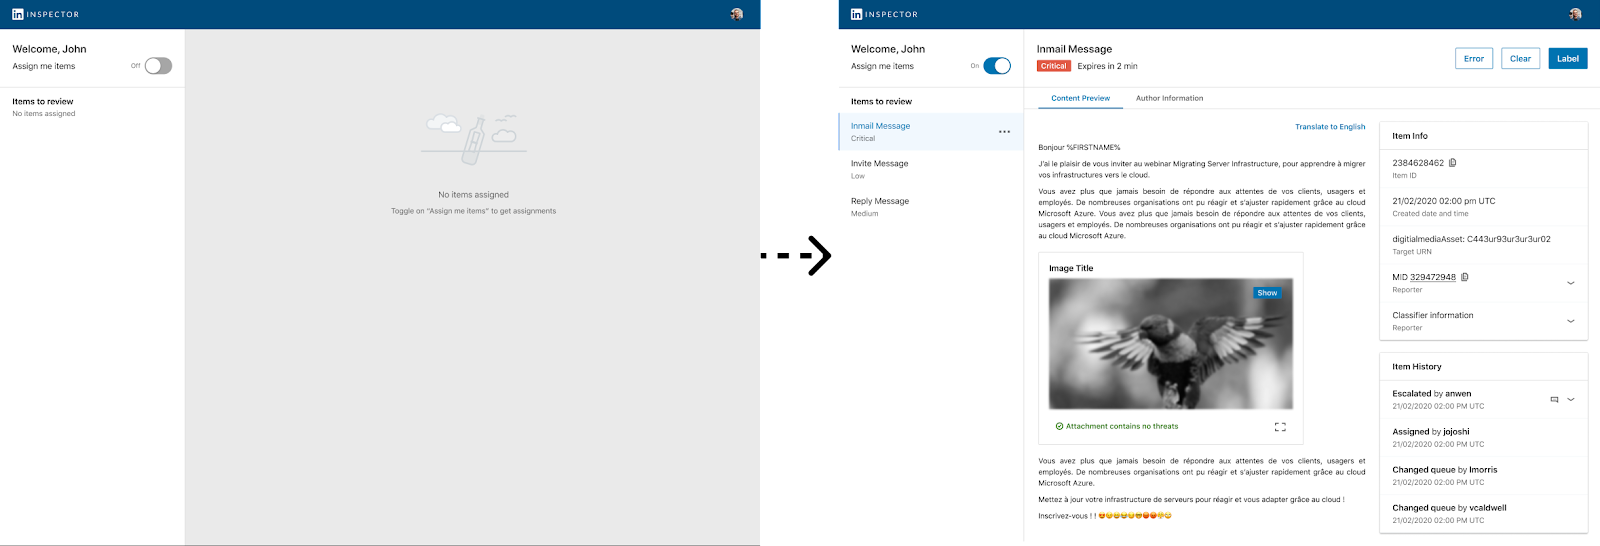 in INSPECTOR
Welcome, John
Assign me items Off
Items to review
No items assigned
No items assigned
Toggle on "Assign me items" to get assignments
in INSPECTOR
Welcome, John
Assign me items On
Items to review
Inmail Message
Critical
Invite Message
Low
Reply Message
Medium
Inmail Message
Critical Expires in 2 min
Error Clear Label
Content Preview Author Information
Translate to English
Bonjour %FIRSTNAME%
J'ai le plaisir de vous inviter au webinar Migrating Server Infrastructure, pour apprendre à migrer
vos infrastructures vers le cloud.
Vous avez plus que jamais besoin de répondre aux attentes de vos clients, usagers et
employés. De nombreuses organisations ont pu réagir et s'ajuster rapidement grâce au cloud
Microsoft Azure. Vous avez plus que jamais besoin de répondre aux attentes de vos clients,
usagers et employés. De nombreuses organisations ont pu réagir et s'ajuster rapidement grâce
au cloud Microsoft Azure.
Image Title
Show
Attachment contains no threats
Vous avez plus que jamais besoin de répondre aux attentes de vos clients, usagers et
employés. De nombreuses organisations ont pu réagir et s'ajuster rapidement grâce au cloud
Microsoft Azure.
Mettez à jour votre infrastructure de serveurs pour réagir et vous adapter grâce au cloud !
Inscrivez-vous ! !
Item Info
2384628462
Item ID
21/02/2020 02:00 pm UTC
Created date and time
digitialmediaAsset: C443ur93ur3ur3ur02
Target URN
MID 329472948
Reporter
Classifier information
Reporter
Item History
Escalated by anwen
21/02/2020 02:00 PM UTC
Assigned by jojoshi
21/02/2020 02:00 PM UTC
Changed queue by lmorris
21/02/2020 02:00 PM UTC
Changed queue by vcaldwell
21/02/2020 02:00 PM UTC